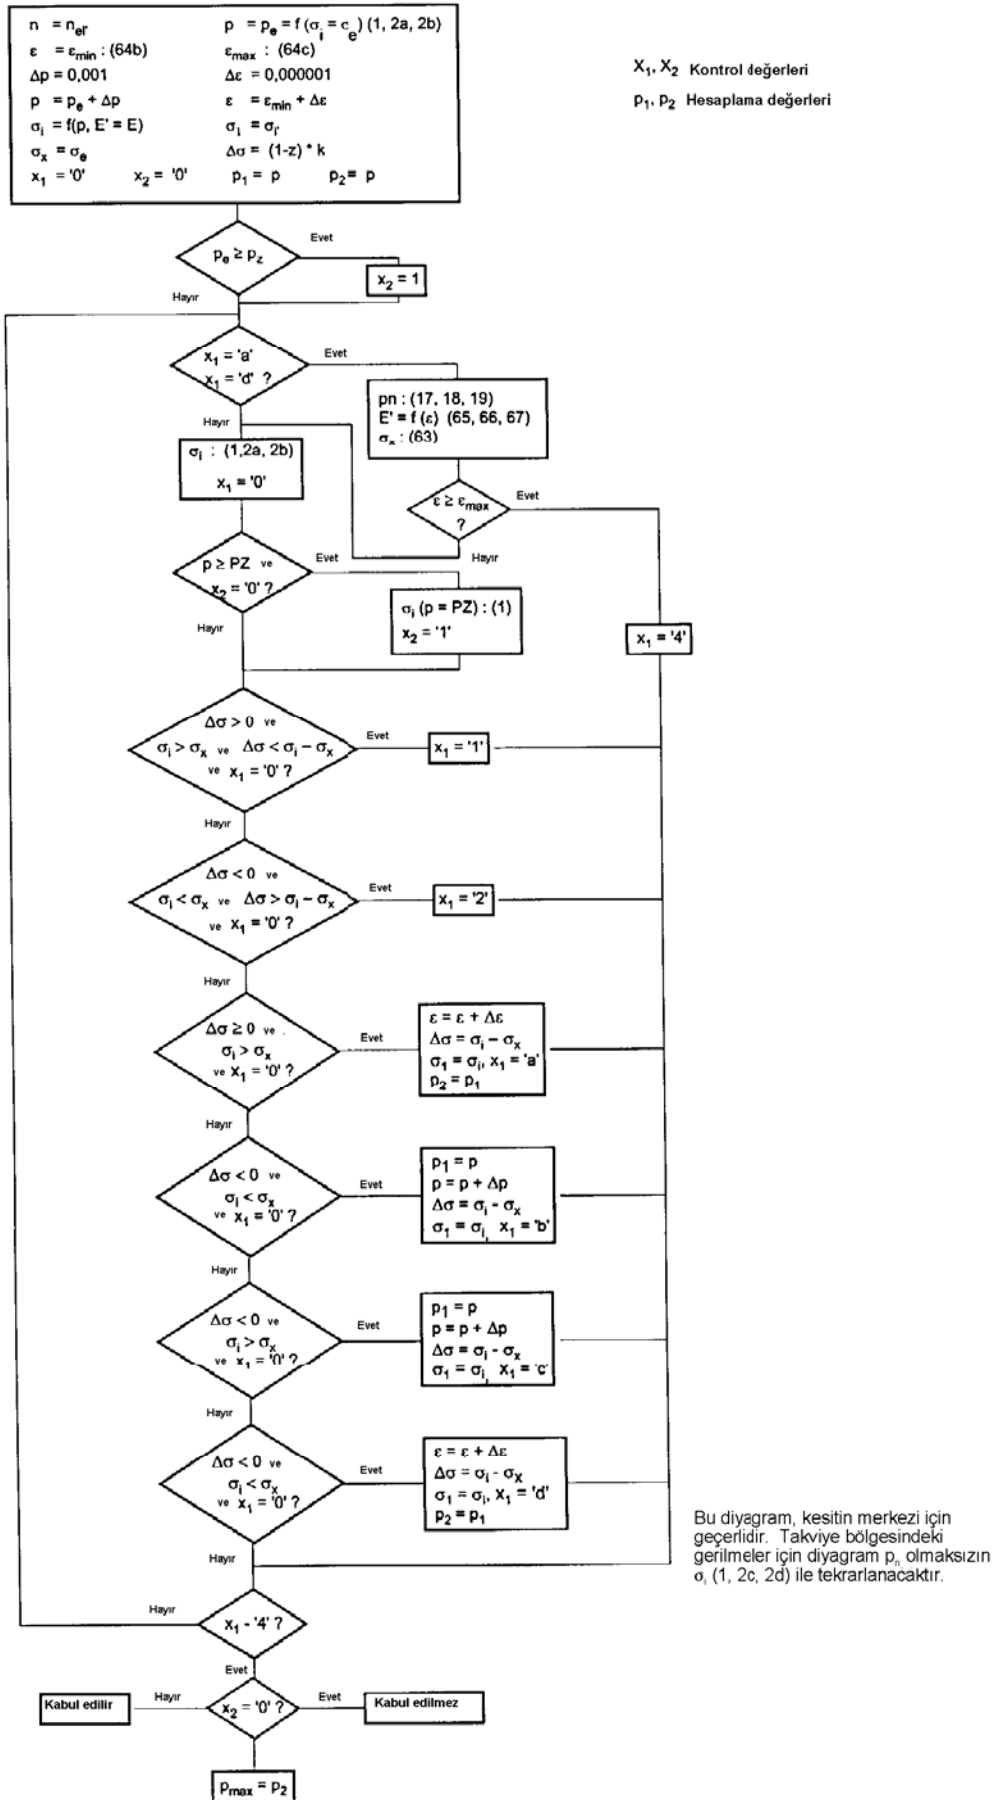 n = n_el'    p = p_e = f (σ_i = c_e) (1, 2a, 2b)
ε = ε_min : (64b)    ε_max : (64c)
Δp = 0,001    Δε = 0,000001
p = p_e + Δp    ε = ε_min + Δε
σ_i = f(p, E' = E)    σ_i = σ_i'
σ_x = σ_e    Δσ = (1-z) * k
x_1 = '0'    x_2 = '0'    p_1 = p    p_2 = p
X_1, X_2 Kontrol değerleri
p_1, p_2 Hesaplama değerleri
p_e ≥ p_z
Evet
x_2 = 1
Hayır
x_1 = 'a'
x_1 = 'd' ?
Evet
pn : (17, 18, 19)
E' = f (ε) (65, 66, 67)
σ_x : (63)
Hayır
σ_i : (1,2a, 2b)
x_1 = '0'
ε ≥ ε_max
?
Evet
Hayır
p ≥ PZ ve
x_2 = '0' ?
Evet
σ_i (p = PZ) : (1)
x_2 = '1'
Hayır
x_1 = '4'
Δσ > 0 ve
σ_i > σ_x ve Δσ < σ_i – σ_x
ve x_1 = '0' ?
Evet
x_1 = '1'
Hayır
Δσ < 0 ve
σ_i < σ_x ve Δσ > σ_i – σ_x
ve x_1 = '0' ?
Evet
x_1 = '2'
Hayır
Δσ ≥ 0 ve
σ_i > σ_x
ve x_1 = '0' ?
Evet
ε = ε + Δε
Δσ = σ_i – σ_x
σ_1 = σ_i, x_1 = 'a'
p_2 = p_1
Hayır
Δσ < 0 ve
σ_i < σ_x
ve x_1 = '0' ?
Evet
p_1 = p
p = p + Δp
Δσ = σ_i - σ_x
σ_1 = σ_i, x_1 = 'b'
Hayır
Δσ < 0 ve
σ_i > σ_x
ve x_1 = '0' ?
Evet
p_1 = p
p = p + Δp
Δσ = σ_i - σ_x
σ_1 = σ_i, x_1 = 'c'
Hayır
Δσ < 0 ve
σ_i < σ_x
ve x_1 = '0' ?
Evet
ε = ε + Δε
Δσ = σ_i - σ_x
σ_1 = σ_i, x_1 = 'd'
p_2 = p_1
Hayır
Bu diyagram, kesitin merkezi için
geçerlidir. Takviye bölgesindeki
gerilmeler için diyagram p_n olmaksızın
σ_i (1, 2c, 2d) ile tekrarlanacaktır.
Hayır
x_1 - '4' ?
Evet
Kabul edilir
Hayır
x_2 = '0' ?
Evet
Kabul edilmez
p_max = p_2